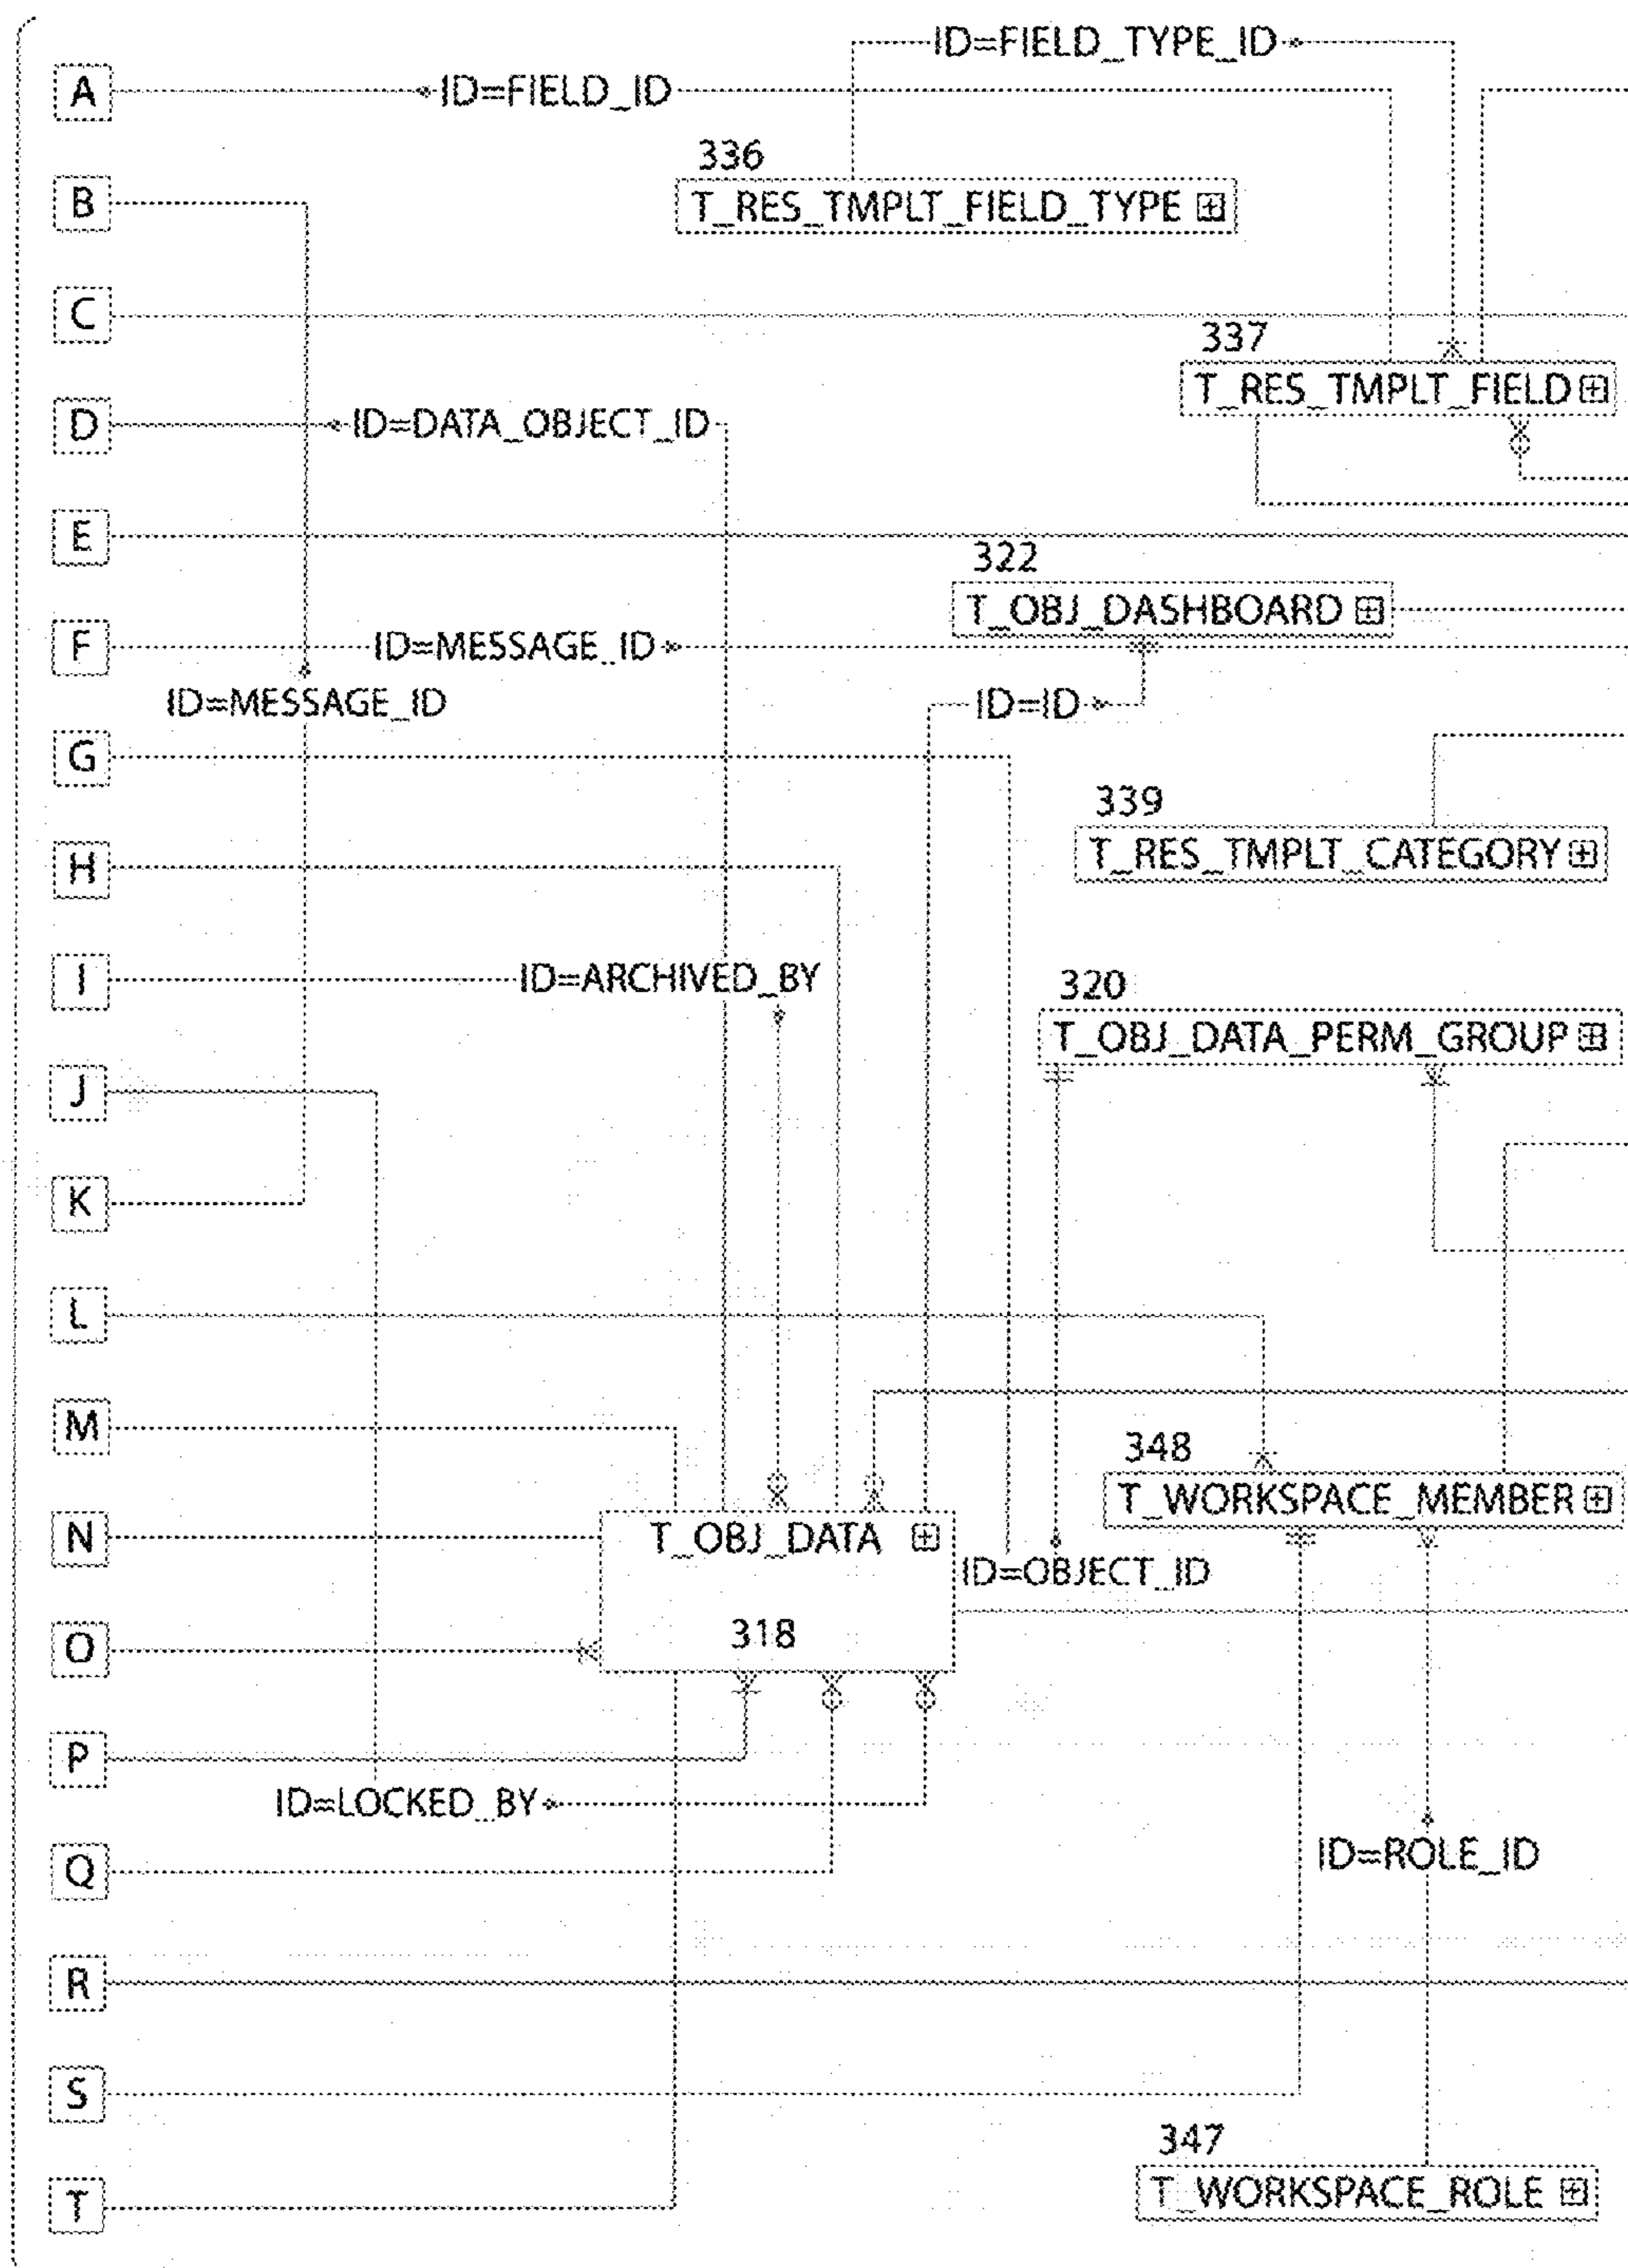 ID=FIELD_TYPE_ID
A
ID=FIELD_ID
336
B
T_RES_TMPLT_FIELD_TYPE
C
337
T_RES_TMPLT_FIELD
D
ID=DATA_OBJECT_ID
E
322
T_OBJ_DASHBOARD
F
ID=MESSAGE_ID
ID=MESSAGE_ID
ID=ID
G
339
T_RES_TMPLT_CATEGORY
H
I
ID=ARCHIVED_BY
320
T_OBJ_DATA_PERM_GROUP
J
K
L
M
348
T_WORKSPACE_MEMBER
N
T_OBJ_DATA
ID=OBJECT_ID
O
318
P
ID=LOCKED_BY
ID=ROLE_ID
Q
R
S
347
T_WORKSPACE_ROLE
T